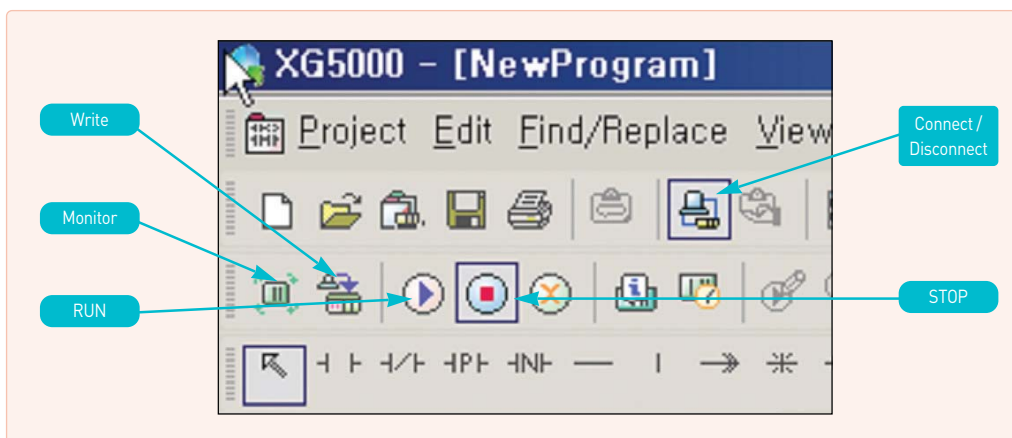 XG5000 - [NewProgram]
Project Edit Find/Replace View
Write
Connect / Disconnect
Monitor
RUN
STOP
P
N